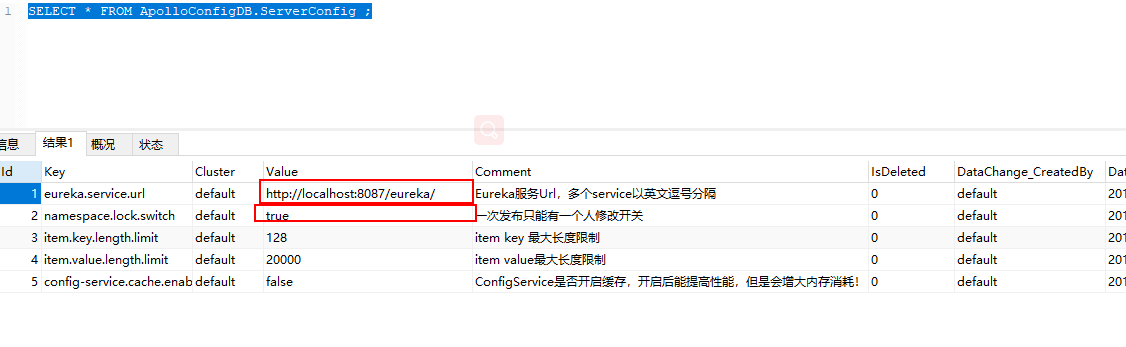 1 SELECT * FROM ApolloConfigDB.ServerConfig ;
信息 结果1 概况 状态
Id Key Cluster Value Comment IsDeleted DataChange_CreatedBy Dat
1 eureka.service.url default http://localhost:8087/eureka/ Eureka服务Url，多个service以英文逗号分隔 0 default 201
2 namespace.lock.switch default true 一次发布只能有一个人修改开关 0 default 201
3 item.key.length.limit default 128 item key 最大长度限制 0 default 201
4 item.value.length.limit default 20000 item value最大长度限制 0 default 201
5 config-service.cache.enab default false ConfigService是否开启缓存，开启后能提高性能，但是会增大内存消耗！ 0 default 201